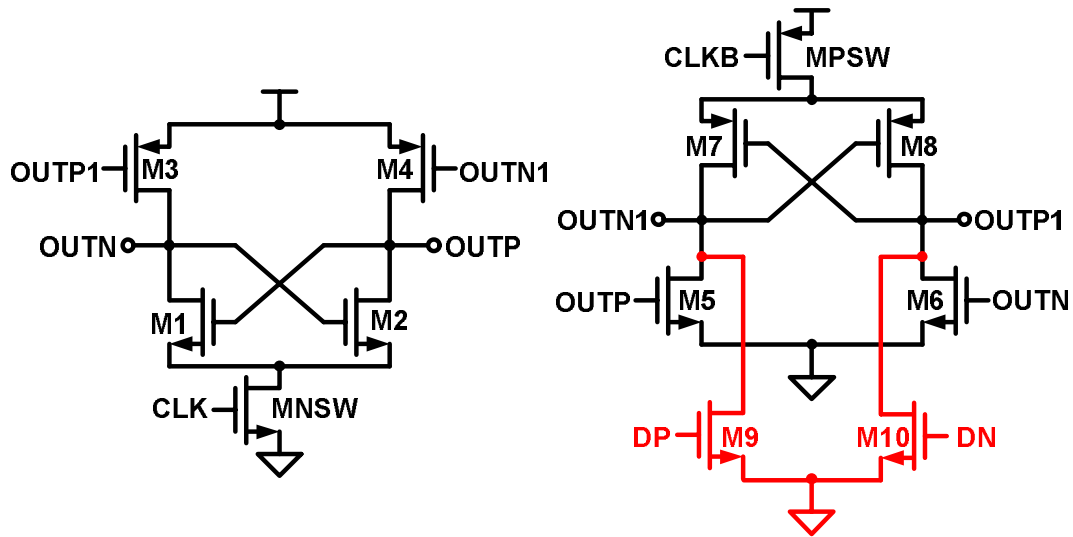 CLKB MPSW
OUTP1 M3 M4 OUTN1
M7 M8
OUTN OUTP
OUTN1 OUTP1
M1 M2
OUTP M5 M6 OUTN
CLK MNSW
DP M9 M10 DN